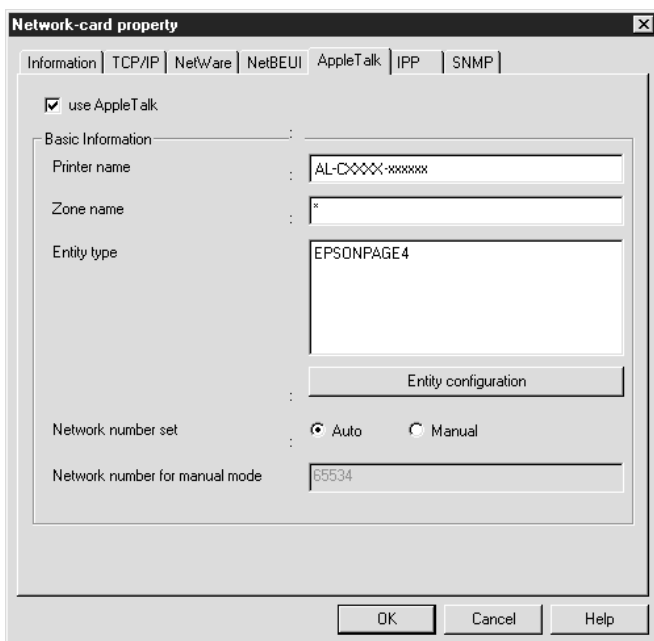 Network-card property
Information TCP/IP NetWare NetBEUI AppleTalk IPP SNMP
use AppleTalk
Basic Information :
Printer name : AL-CXXXX-xxxxxx
Zone name : *
Entity type EPSONPAGE4
: Entity configuration
Network number set : Auto Manual
Network number for manual mode 65534
OK Cancel Help